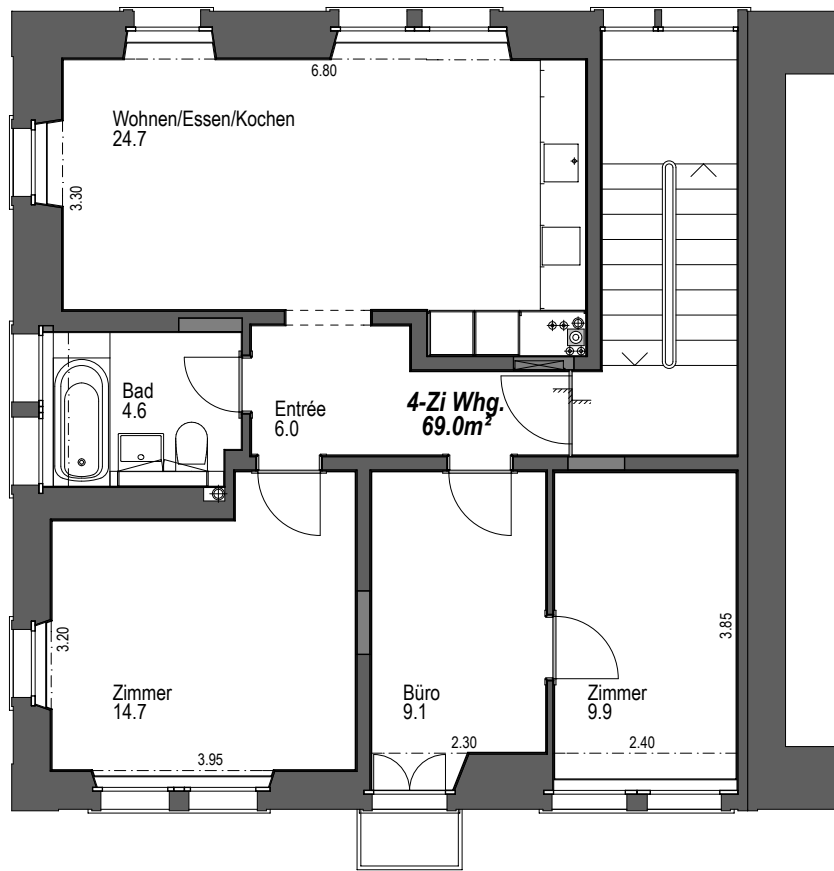 6.80
Wohnen/Essen/Kochen
24.7
3.30
Bad
4.6
Entrée
6.0
4-Zi Whg.
69.0m²
3.20
3.85
Zimmer
14.7
Büro
9.1
Zimmer
9.9
3.95
2.30
2.40